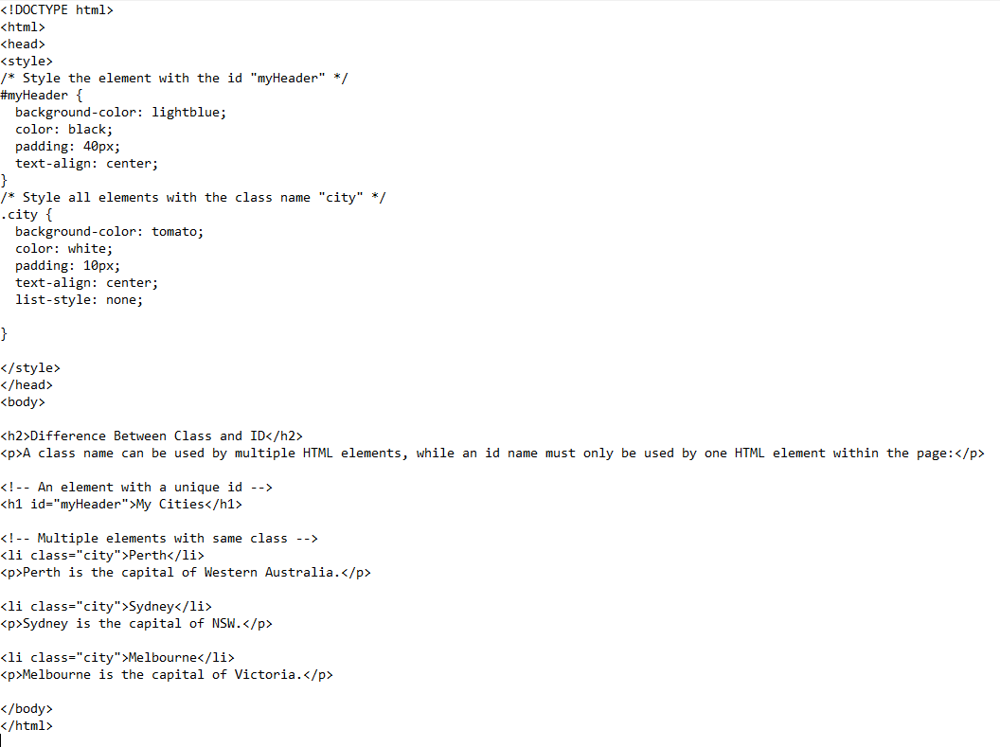 <!DOCTYPE html>
<html>
<head>
<style>
/* Style the element with the id "myHeader" */
#myHeader {
  background-color: lightblue;
  color: black;
  padding: 40px;
  text-align: center;
}
/* Style all elements with the class name "city" */
.city {
  background-color: tomato;
  color: white;
  padding: 10px;
  text-align: center;
  list-style: none;

}

</style>
</head>
<body>

<h2>Difference Between Class and ID</h2>
<p>A class name can be used by multiple HTML elements, while an id name must only be used by one HTML element within the page:</p>

<!-- An element with a unique id -->
<h1 id="myHeader">My Cities</h1>

<!-- Multiple elements with same class -->
<li class="city">Perth</li>
<p>Perth is the capital of Western Australia.</p>

<li class="city">Sydney</li>
<p>Sydney is the capital of NSW.</p>

<li class="city">Melbourne</li>
<p>Melbourne is the capital of Victoria.</p>

</body>
</html>